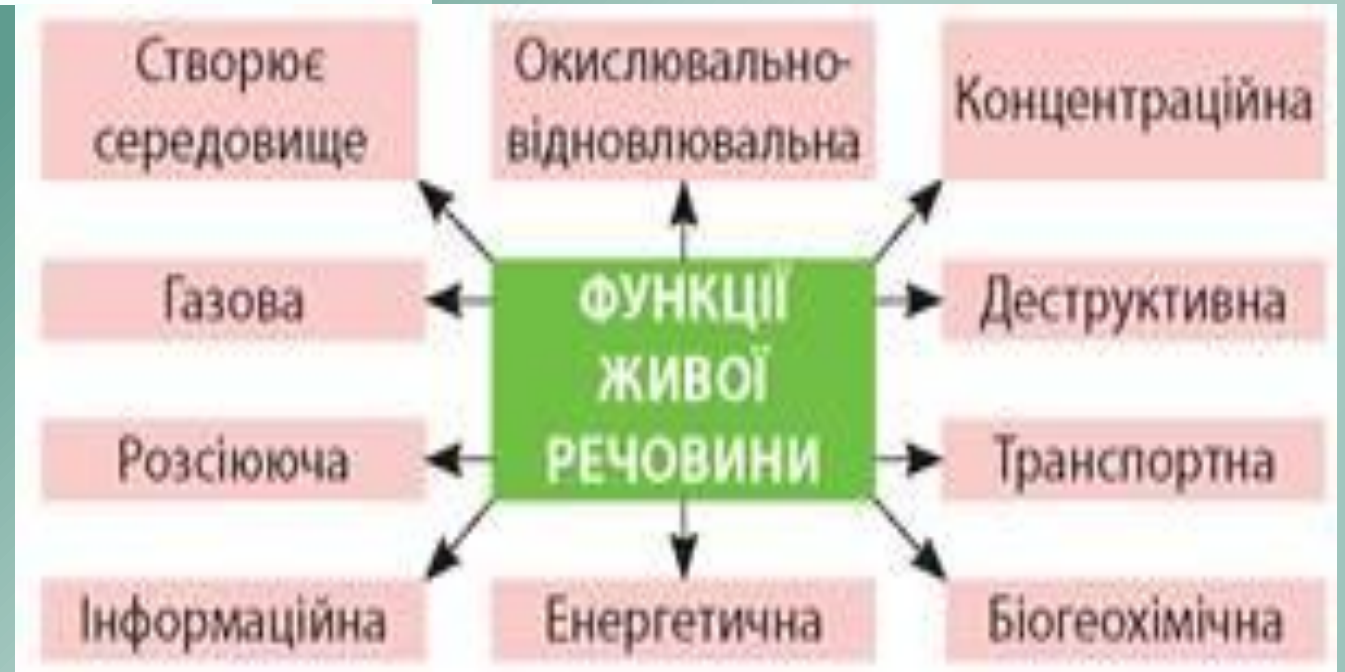 Створює
середовище
Окислювально-
відновлювальна
Концентраційна
Газова
ФУНКЦІЇ
ЖИВОЇ
РЕЧОВИНИ
Деструктивна
Розсіююча
Транспортна
Інформаційна
Енергетична
Біогеохімічна